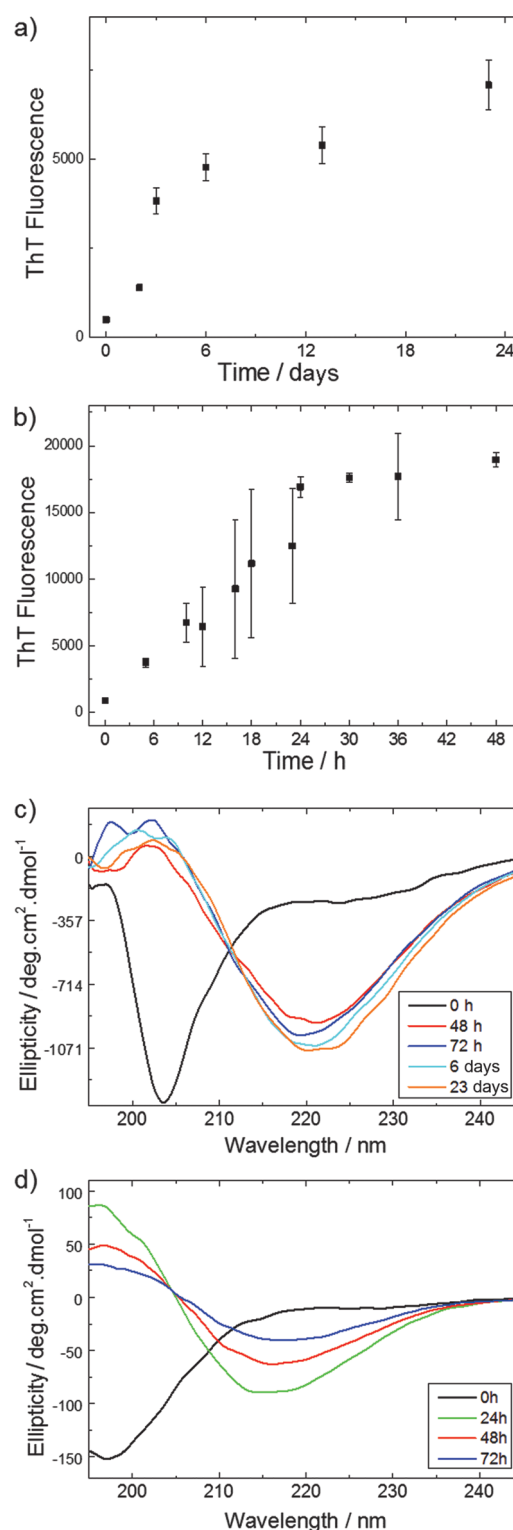 a)
ThT Fluorescence
5000
0
0 6 12 18 24
Time / days
b)
ThT Fluorescence
20000
15000
10000
5000
0
0 6 12 18 24 30 36 42 48
Time / h
c)
Ellipticity / deg.cm².dmol⁻¹
0
-357
-714
-1071
0 h
48 h
72 h
6 days
23 days
200 210 220 230 240
Wavelength / nm
d)
Ellipticity / deg.cm².dmol⁻¹
100
50
0
-50
-100
-150
0h
24h
48h
72h
200 210 220 230 240
Wavelength / nm